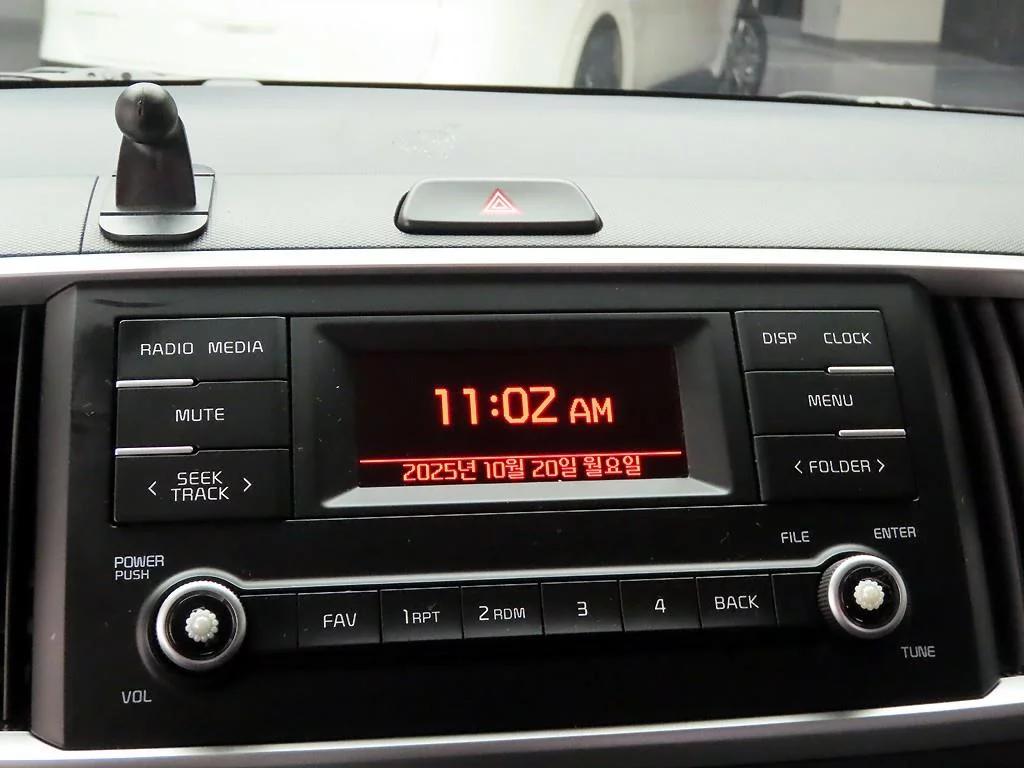 RADIO MEDIA
MUTE
< SEEK TRACK >
11:02 AM
2025년 10월 20일 월요일
DISP CLOCK
MENU
< FOLDER >
POWER
PUSH
VOL
FAV
1 RPT
2 RDM
3
4
BACK
FILE
ENTER
TUNE